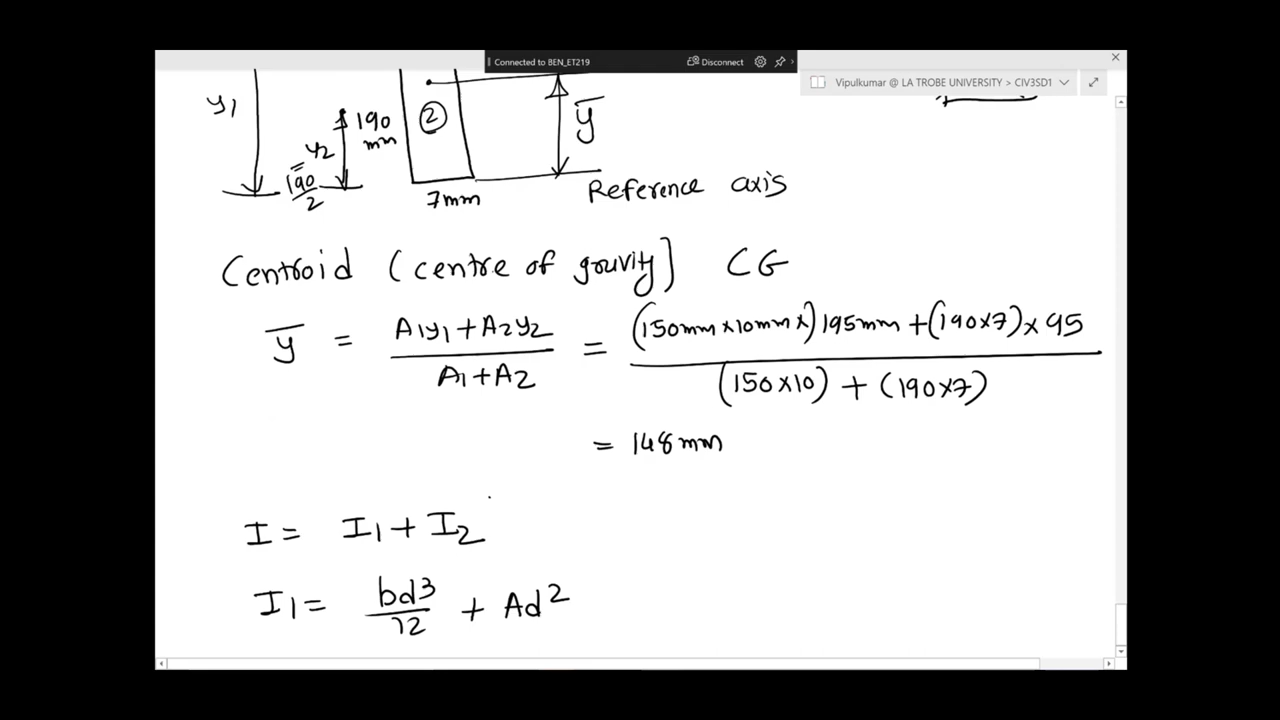 Connected to BEN_ET219 Disconnect
Vipulkumar @ LA TROBE UNIVERSITY > CIV3SD1
y1
190 mm
y2 = 190/2
2
ȳ
7mm
Reference axis
Centroid (centre of gravity) CG
ȳ = (A1y1 + A2y2)/(A1 + A2) = ((150mm x 10mm x) 195mm + (190x7) x 95)/((150x10) + (190x7))
= 148mm
I = I1 + I2
I1 = bd³/12 + Ad²